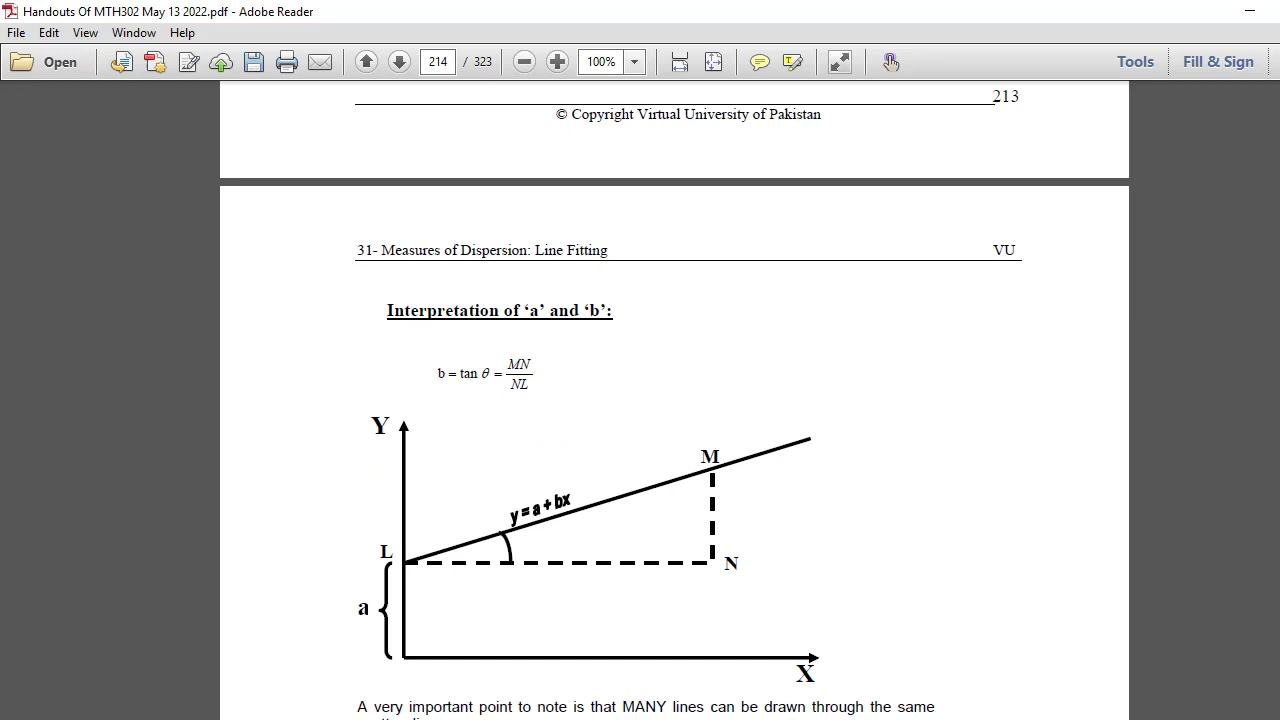 Handouts Of MTH302 May 13 2022.pdf - Adobe Reader
File Edit View Window Help
Open 214 / 323 100% Tools Fill & Sign
213
© Copyright Virtual University of Pakistan
31- Measures of Dispersion: Line Fitting VU
Interpretation of ‘a’ and ‘b’:
b = tan θ = MN
NL
Y
M
y = a + bx
L
N
a
X
A very important point to note is that MANY lines can be drawn through the same